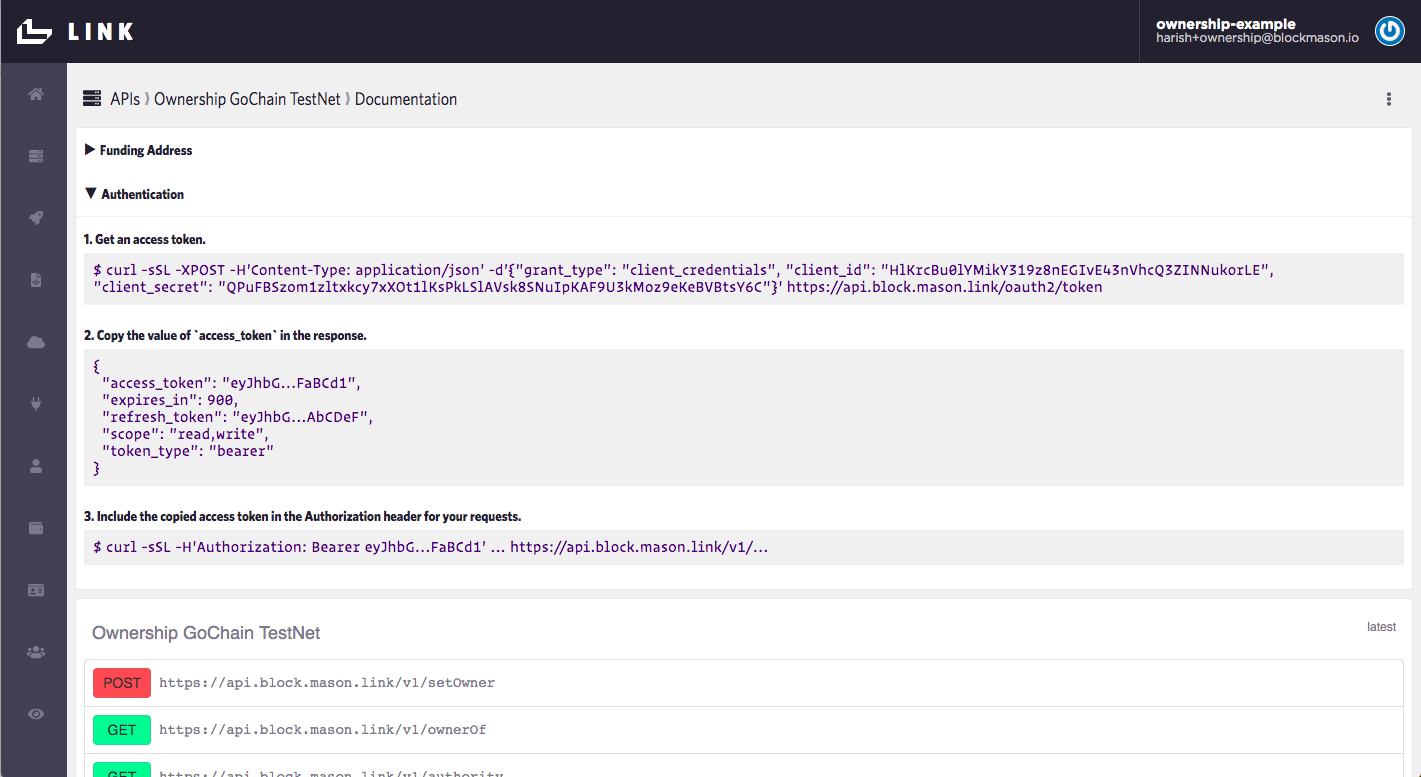 LINK
ownership-example
harish+ownership@blockmason.io
APIs ⟩ Ownership GoChain TestNet ⟩ Documentation
▶ Funding Address
▼ Authentication
1. Get an access token.
$ curl -sSL -XPOST -H'Content-Type: application/json' -d'{"grant_type": "client_credentials", "client_id": "HlKrcBu0lYMikY319z8nEGIvE43nVhcQ3ZINNukorLE",
"client_secret": "QPuFBSzom1zltxkcy7xXOt1lKsPkLSlAVsk8SNuIpKAF9U3kMoz9eKeBVBtsY6C"}' https://api.block.mason.link/oauth2/token
2. Copy the value of `access_token` in the response.
{
"access_token": "eyJhbG...FaBCd1",
"expires_in": 900,
"refresh_token": "eyJhbG...AbCDeF",
"scope": "read,write",
"token_type": "bearer"
}
3. Include the copied access token in the Authorization header for your requests.
$ curl -sSL -H'Authorization: Bearer eyJhbG...FaBCd1' ... https://api.block.mason.link/v1/...
Ownership GoChain TestNet
latest
POST https://api.block.mason.link/v1/setOwner
GET https://api.block.mason.link/v1/ownerOf
GET https://api.block.mason.link/v1/authority